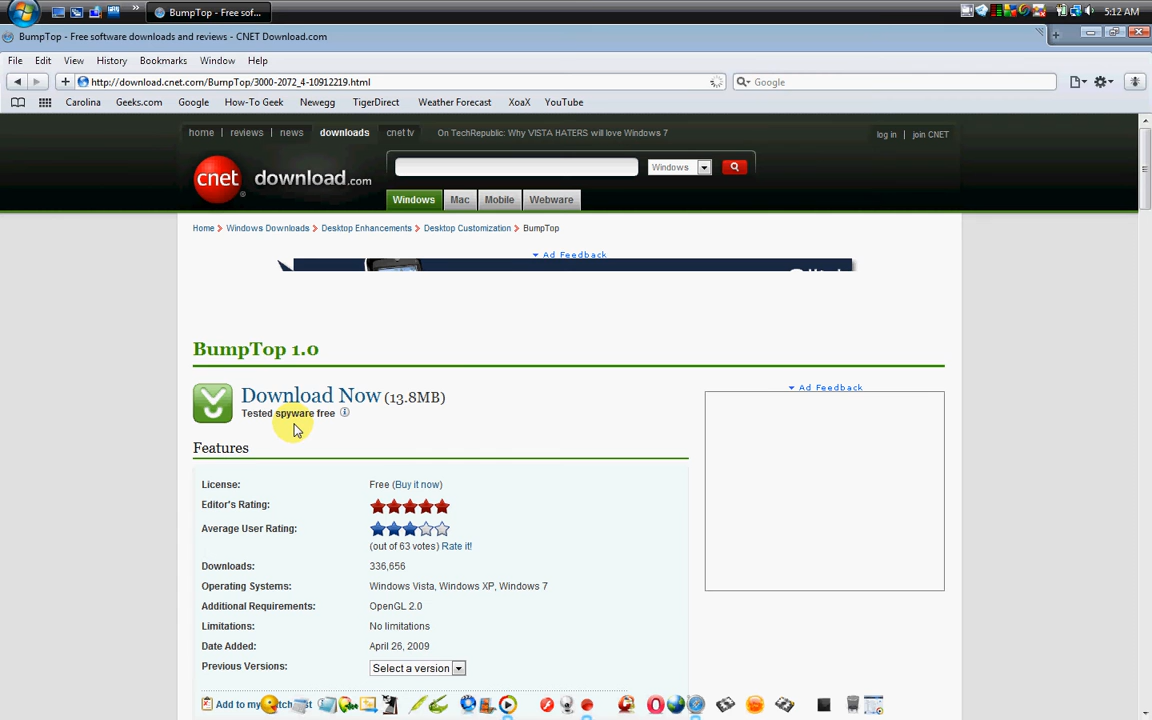 BumpTop - Free sof...
5:12 AM
BumpTop - Free software downloads and reviews - CNET Download.com
File Edit View History Bookmarks Window Help
http://download.cnet.com/BumpTop/3000-2072_4-10912219.html
Google
Carolina Geeks.com Google How-To Geek Newegg TigerDirect Weather Forecast XoaX YouTube
home | reviews | news downloads cnet tv On TechRepublic: Why VISTA HATERS will love Windows 7
log in | join CNET
cnet download.com
Windows
Windows Mac Mobile Webware
Home Windows Downloads Desktop Enhancements Desktop Customization BumpTop
Ad Feedback
BumpTop 1.0
Download Now (13.8MB)
Tested spyware free
Ad Feedback
Features
License: Free (Buy it now)
Editor's Rating:
Average User Rating:
(out of 63 votes) Rate it!
Downloads: 336,656
Operating Systems: Windows Vista, Windows XP, Windows 7
Additional Requirements: OpenGL 2.0
Limitations: No limitations
Date Added: April 26, 2009
Previous Versions: Select a version
Add to my